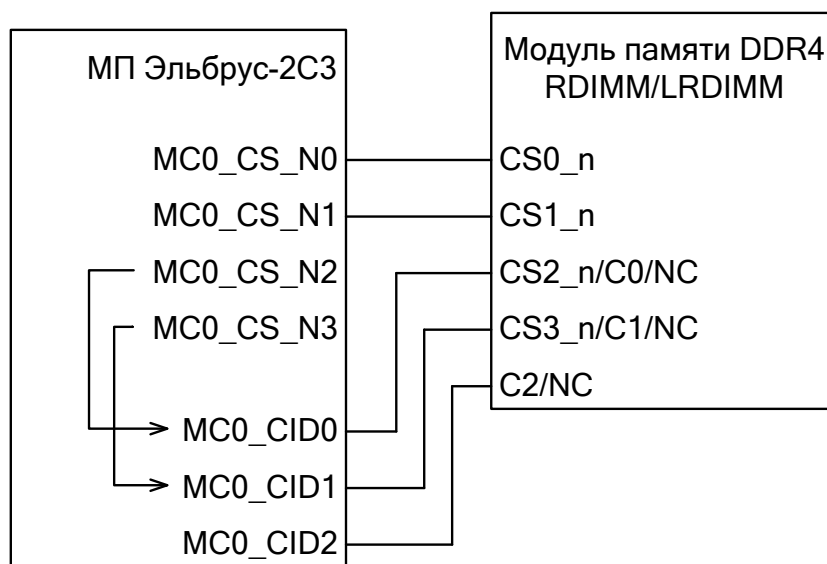 МП Эльбрус-2С3
MC0_CS_N0
MC0_CS_N1
MC0_CS_N2
MC0_CS_N3
MC0_CID0
MC0_CID1
MC0_CID2
Модуль памяти DDR4
RDIMM/LRDIMM
CS0_n
CS1_n
CS2_n/C0/NC
CS3_n/C1/NC
C2/NC